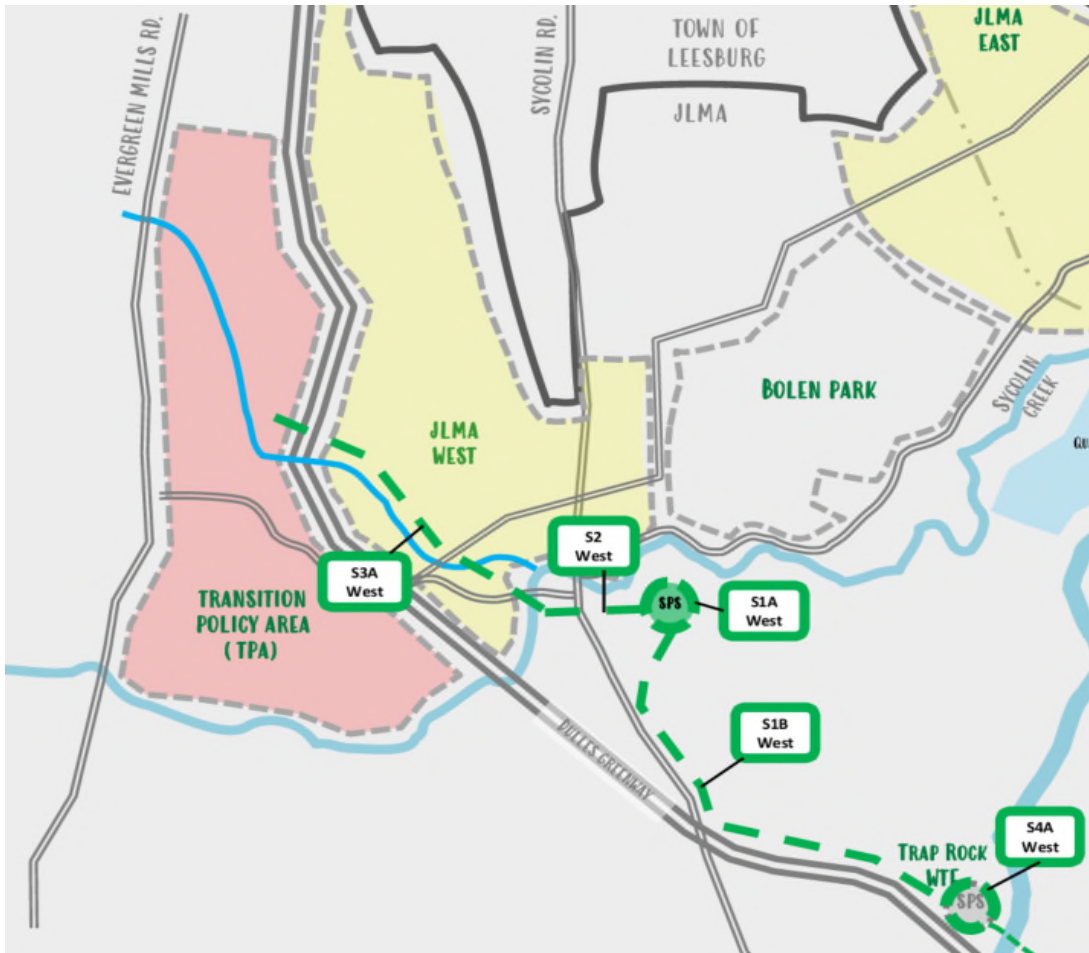 EVERGREEN MILLS RD.
SYCOLIN RD.
TOWN OF
LEESBURG
JLMA
JLMA
EAST
BOLEN PARK
SYCOLIN
CREEK
JLMA
WEST
S2
West
S3A
West
SPS
S1A
West
TRANSITION
POLICY AREA
( TPA)
S1B
West
DULLES GREENWAY
S4A
West
TRAP ROCK
WTF
SPS